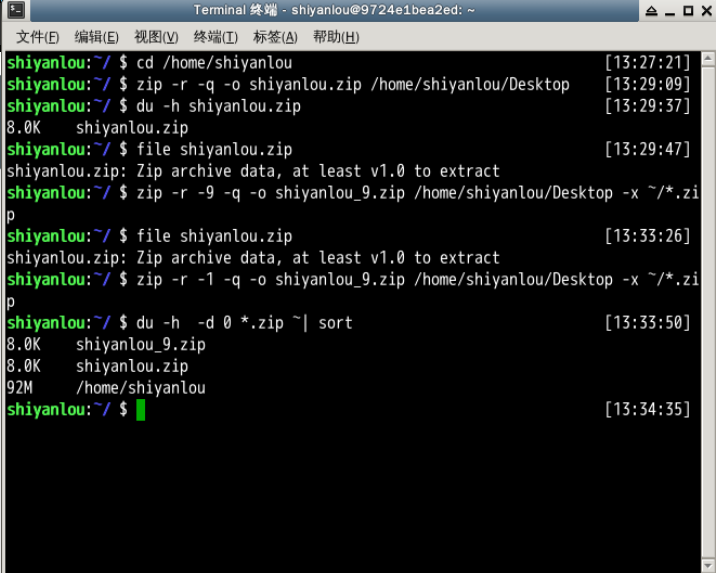 Terminal 终端 - shiyanlou@9724e1bea2ed: ~
文件(F) 编辑(E) 视图(V) 终端(T) 标签(A) 帮助(H)
shiyanlou:~/ $ cd /home/shiyanlou [13:27:21]
shiyanlou:~/ $ zip -r -q -o shiyanlou.zip /home/shiyanlou/Desktop [13:29:09]
shiyanlou:~/ $ du -h shiyanlou.zip [13:29:37]
8.0K shiyanlou.zip
shiyanlou:~/ $ file shiyanlou.zip [13:29:47]
shiyanlou.zip: Zip archive data, at least v1.0 to extract
shiyanlou:~/ $ zip -r -9 -q -o shiyanlou_9.zip /home/shiyanlou/Desktop -x ~/*.zi
p
shiyanlou:~/ $ file shiyanlou.zip [13:33:26]
shiyanlou.zip: Zip archive data, at least v1.0 to extract
shiyanlou:~/ $ zip -r -1 -q -o shiyanlou_9.zip /home/shiyanlou/Desktop -x ~/*.zi
p
shiyanlou:~/ $ du -h  -d 0 *.zip ~| sort [13:33:50]
8.0K shiyanlou_9.zip
8.0K shiyanlou.zip
92M /home/shiyanlou
shiyanlou:~/ $ [13:34:35]